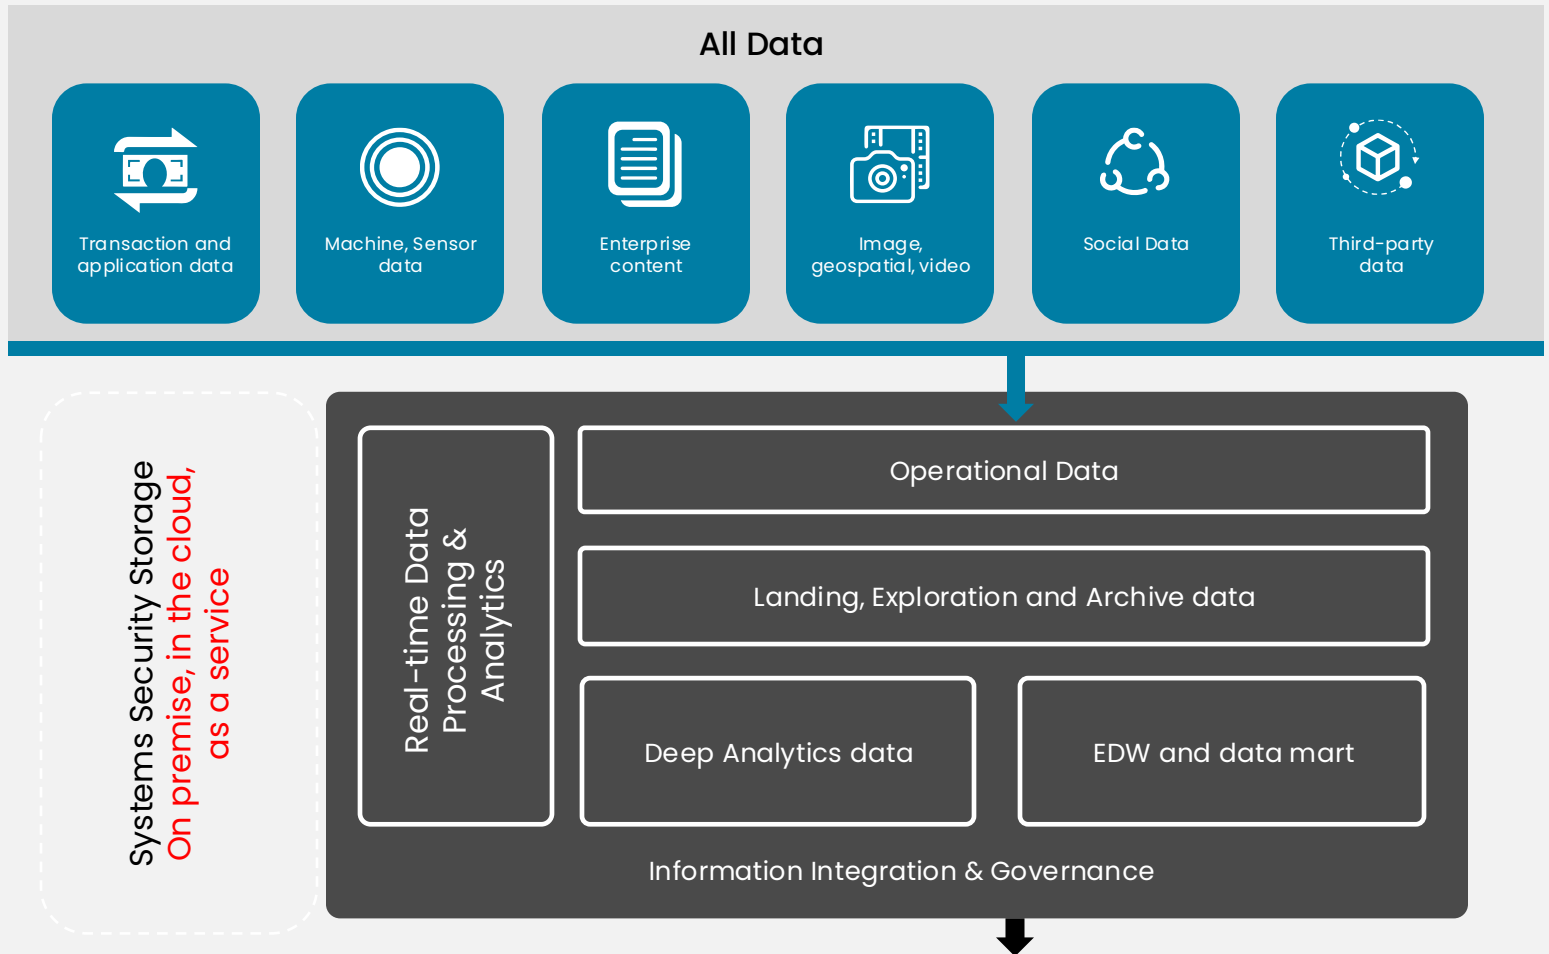 All Data
Transaction and
application data
Machine, Sensor
data
Enterprise
content
Image,
geospatial, video
Social Data
Third-party
data
Systems Security Storage
On premise, in the cloud,
as a service
Real-time Data
Processing &
Analytics
Operational Data
Landing, Exploration and Archive data
Deep Analytics data
EDW and data mart
Information Integration & Governance